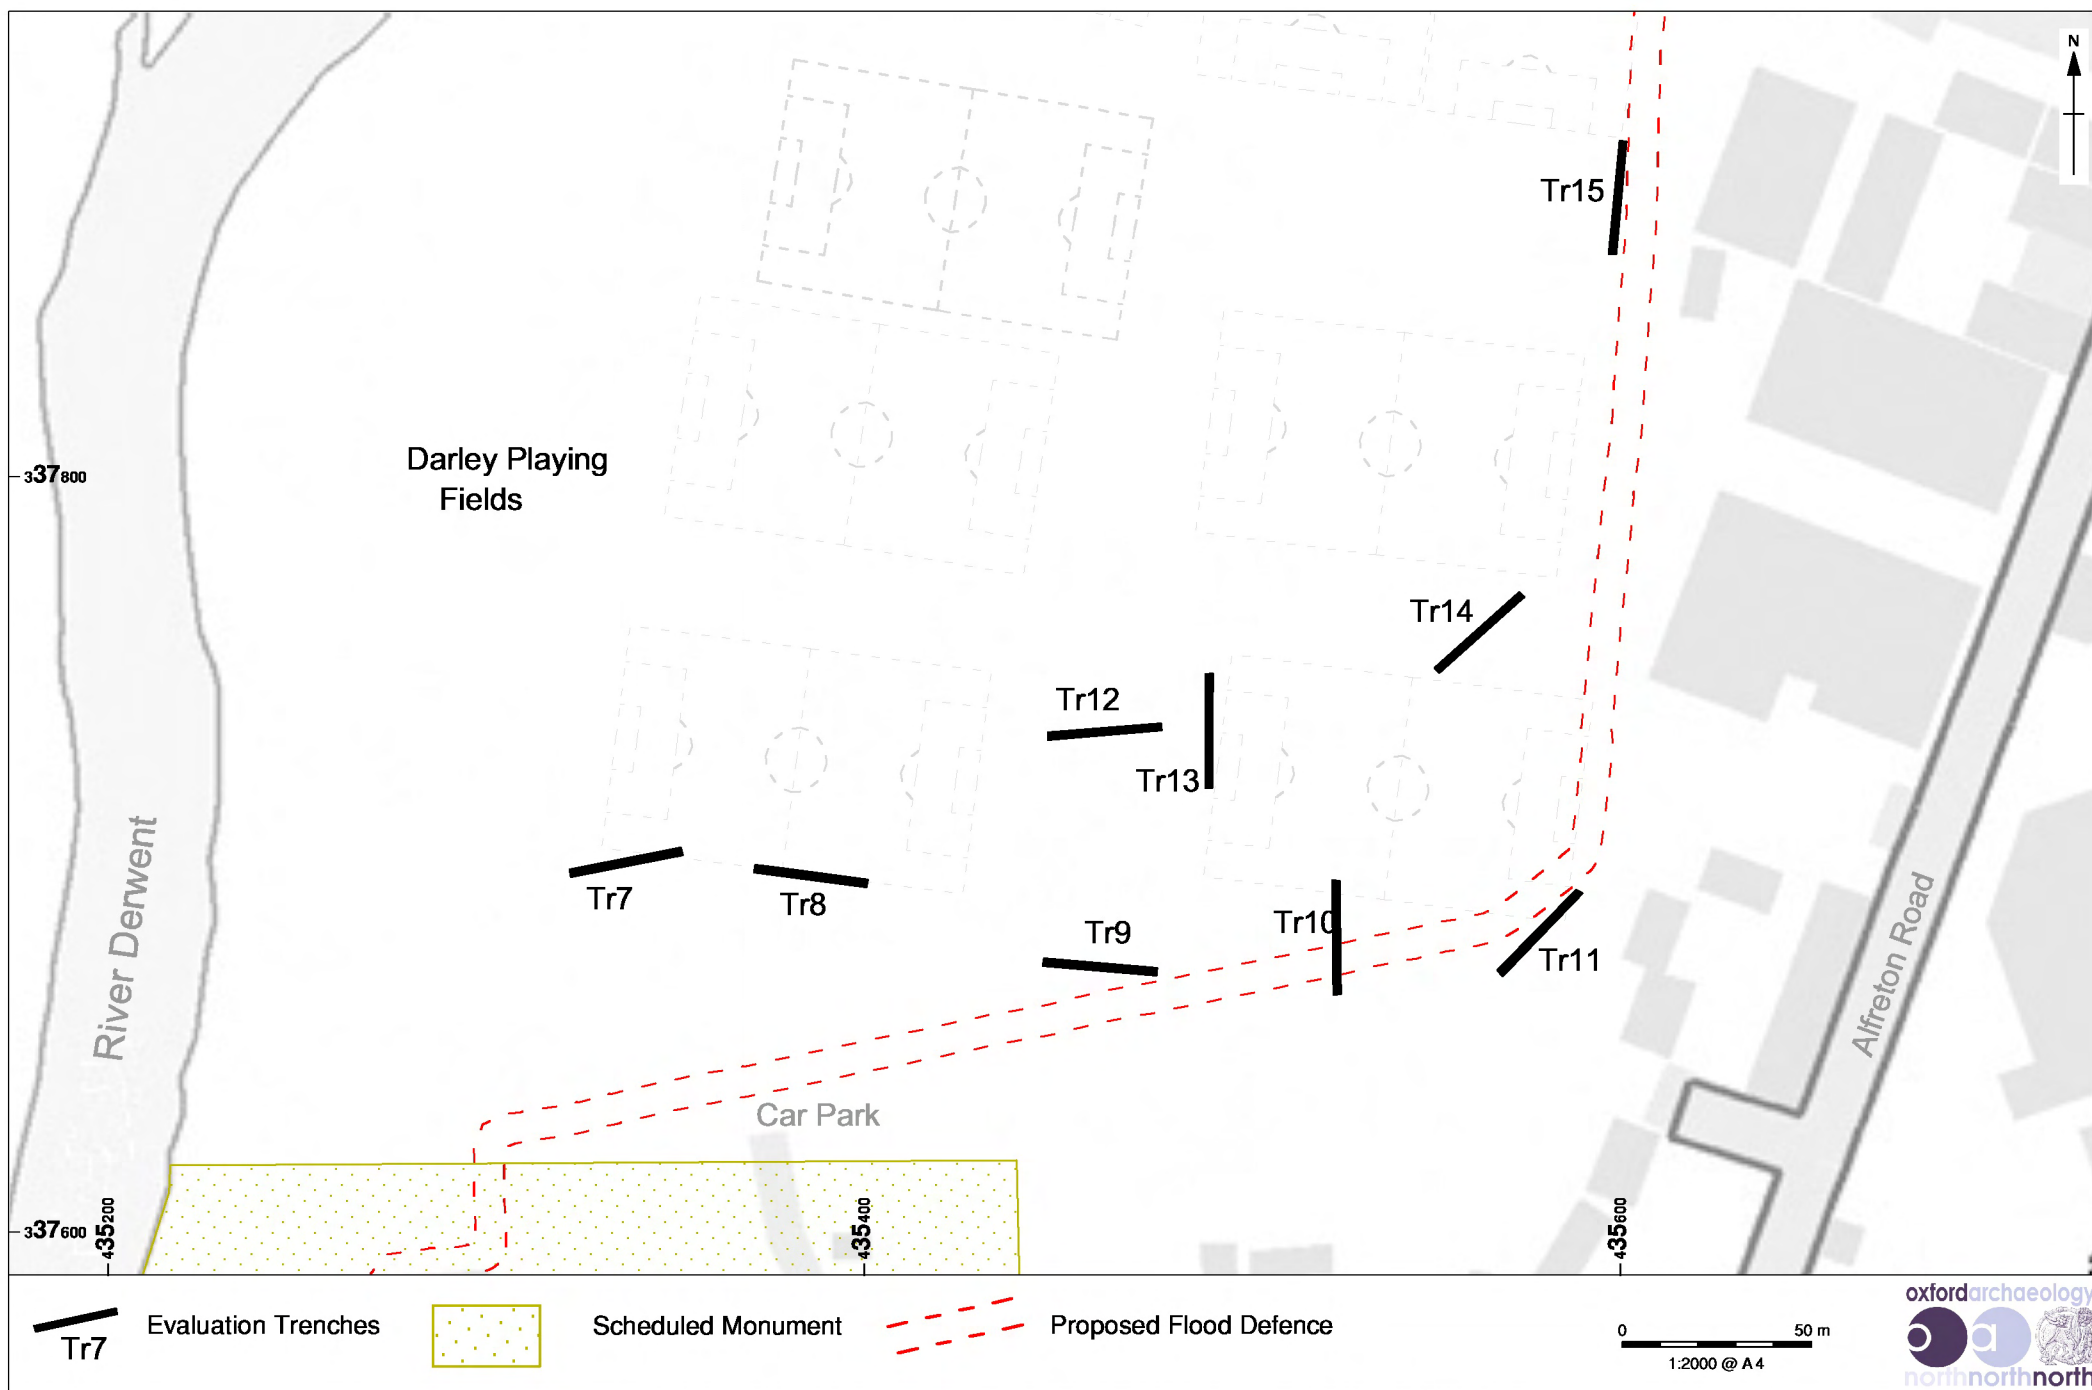 N
Tr15
Darley Playing
Fields
337800
Tr14
Tr12
Tr13
River Derwent
Tr7
Tr8
Tr9
Tr10
Tr11
Alfreton Road
Car Park
337600
435200
435400
435600
Tr7
Evaluation Trenches
Scheduled Monument
Proposed Flood Defence
0 50 m
1:2000 @ A4
oxfordarchaeology
oa
northnorthnorth